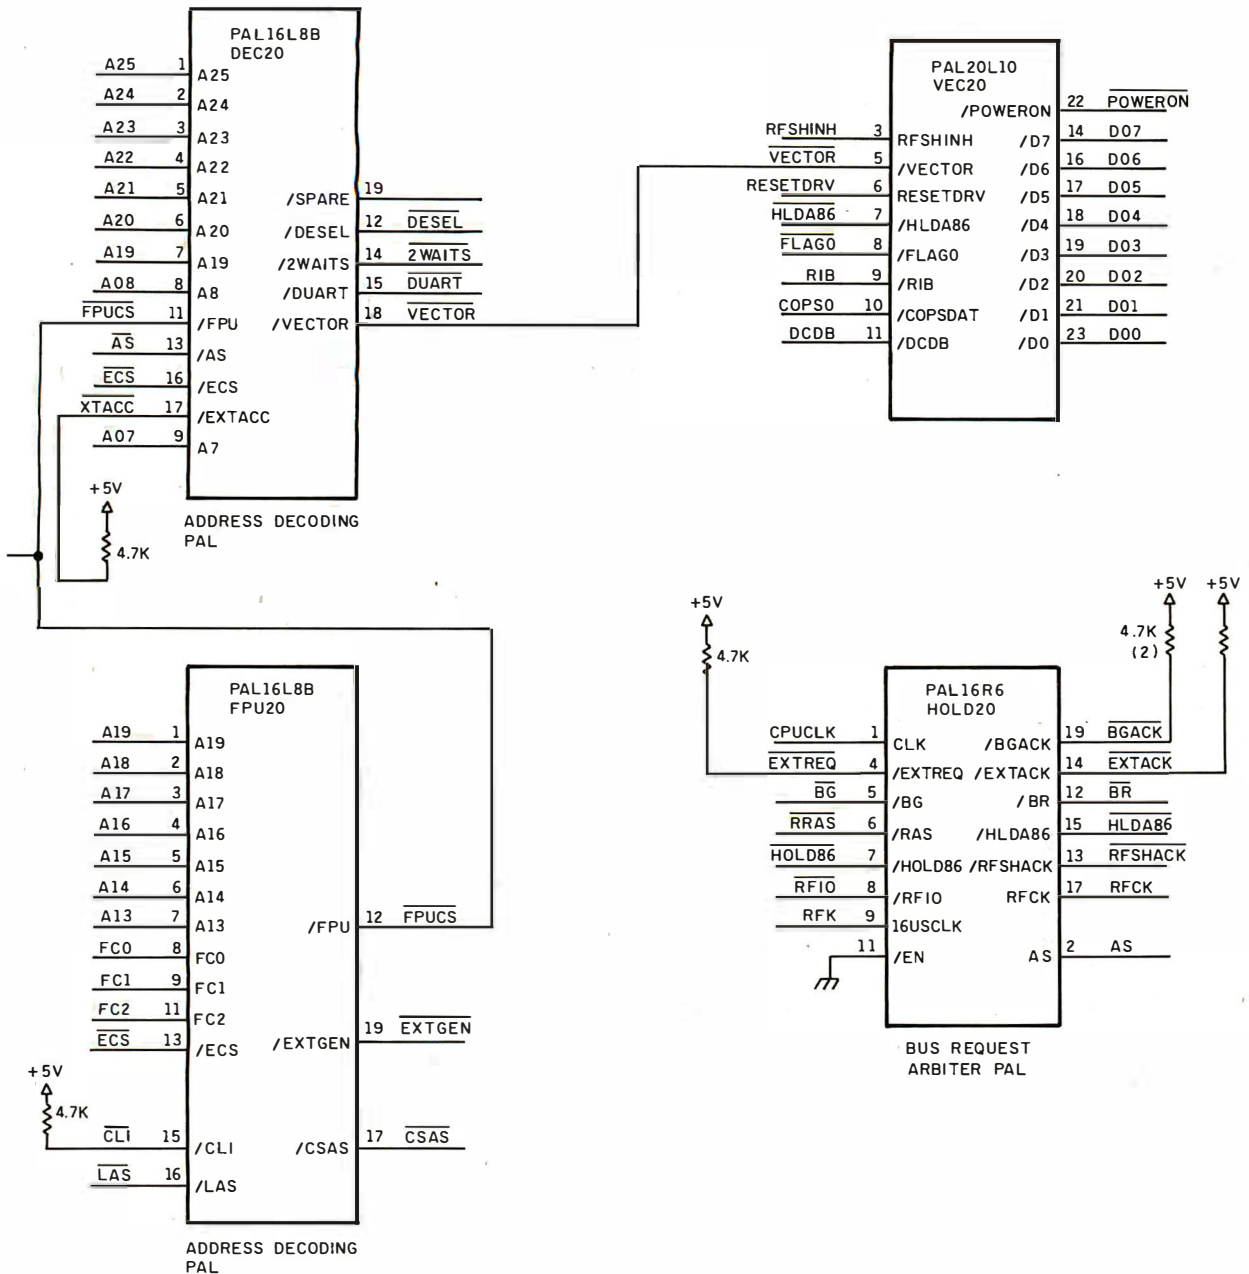 PAL16L8B
DEC20
A25 1 A25
A24 2 A24
A23 3 A23
A22 4 A22
A21 5 A21
A20 6 A20
A19 7 A19
A08 8 A8
FPUCS 11 /FPU
AS 13 /AS
ECS 16 /ECS
XTACC 17 /EXTACC
A07 9 A7
/SPARE 19
/DESEL 12 DESEL
/2WAITS 14 2WAITS
/DUART 15 DUART
/VECTOR 18 VECTOR
+5V
4.7K
ADDRESS DECODING
PAL
PAL20L10
VEC20
/POWERON 22 POWERON
RFSHINH 3 RFSHINH
VECTOR 5 /VECTOR
RESETDRV 6 RESETDRV
HLDA86 7 /HLDA86
FLAG0 8 /FLAG0
RIB 9 /RIB
COPSO 10 /COPSDAT
DCDB 11 /DCDB
/D7 14 D07
/D6 16 D06
/D5 17 D05
/D4 18 D04
/D3 19 D03
/D2 20 D02
/D1 21 D01
/D0 23 D00
PAL16L8B
FPU20
A19 1 A19
A18 2 A18
A17 3 A17
A16 4 A16
A15 5 A15
A14 6 A14
A13 7 A13
FC0 8 FC0
FC1 9 FC1
FC2 11 FC2
ECS 13 /ECS
+5V
4.7K
CLI 15 /CLI
LAS 16 /LAS
/FPU 12 FPUCS
/EXTGEN 19 EXTGEN
/CSAS 17 CSAS
ADDRESS DECODING
PAL
+5V
4.7K
+5V +5V
4.7K
(2)
PAL16R6
HOLD20
CPUCLK 1 CLK
EXTREQ 4 /EXTREQ
BG 5 /BG
RRAS 6 /RAS
HOLD86 7 /HOLD86
RFIO 8 /RFIO
RFK 9 16USCLK
11 /EN
/BGACK 19 BGACK
/EXTACK 14 EXTACK
/BR 12 BR
/HLDA86 15 HLDA86
/RFSHACK 13 RFSHACK
RFCK 17 RFCK
AS 2 AS
BUS REQUEST
ARBITER PAL